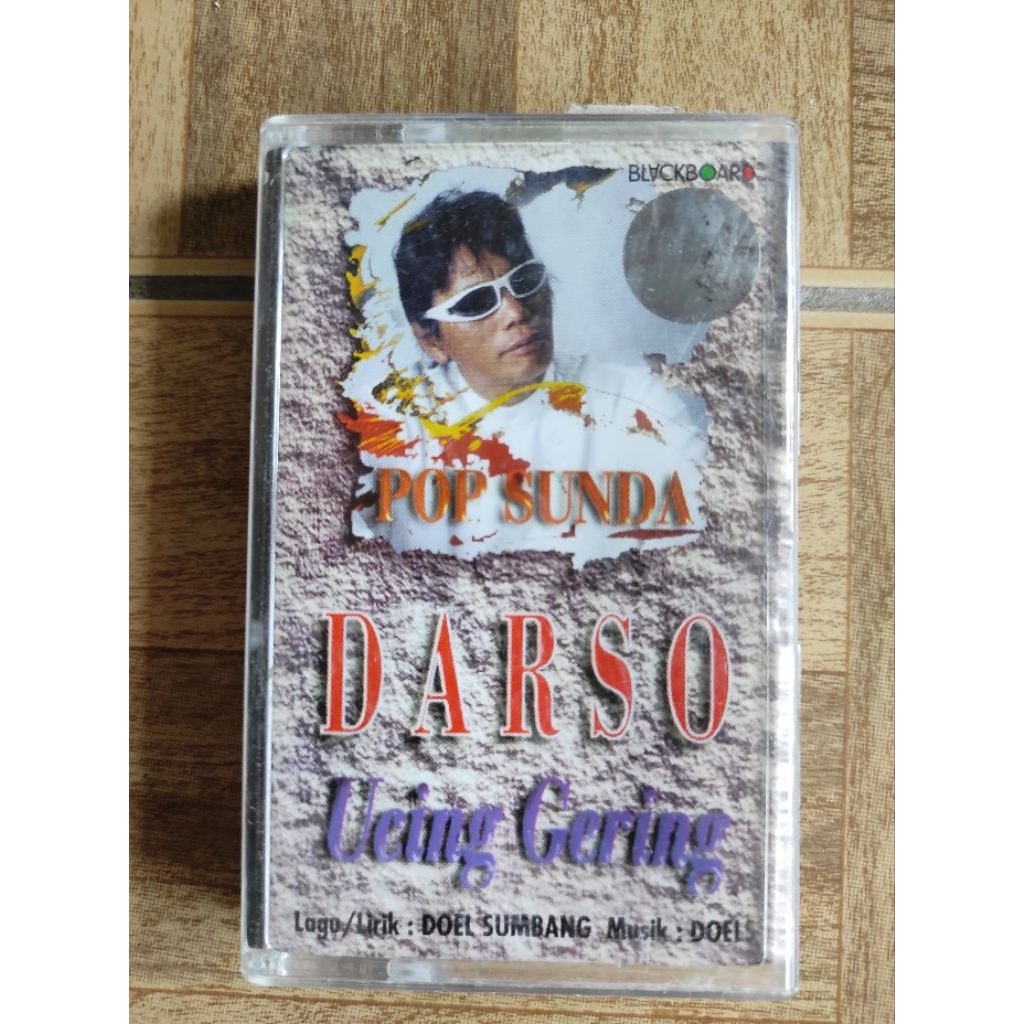 BLACKBOARD
POP SUNDA
DARSO
Ucing Gering
Lagu/Lirik : DOEL SUMBANG Musik : DOELS